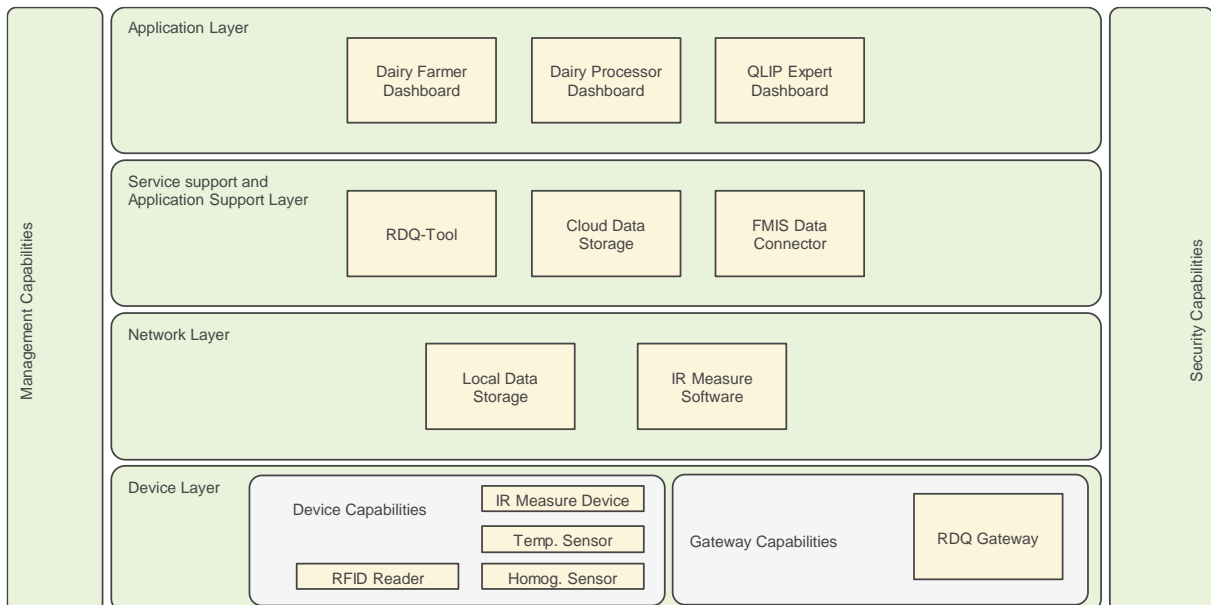 Management Capabilities
Application Layer
Dairy Farmer
Dashboard
Dairy Processor
Dashboard
QLIP Expert
Dashboard
Service support and
Application Support Layer
RDQ-Tool
Cloud Data
Storage
FMIS Data
Connector
Network Layer
Local Data
Storage
IR Measure
Software
Device Layer
Device Capabilities
IR Measure Device
Temp. Sensor
RFID Reader
Homog. Sensor
Gateway Capabilities
RDQ Gateway
Security Capabilities